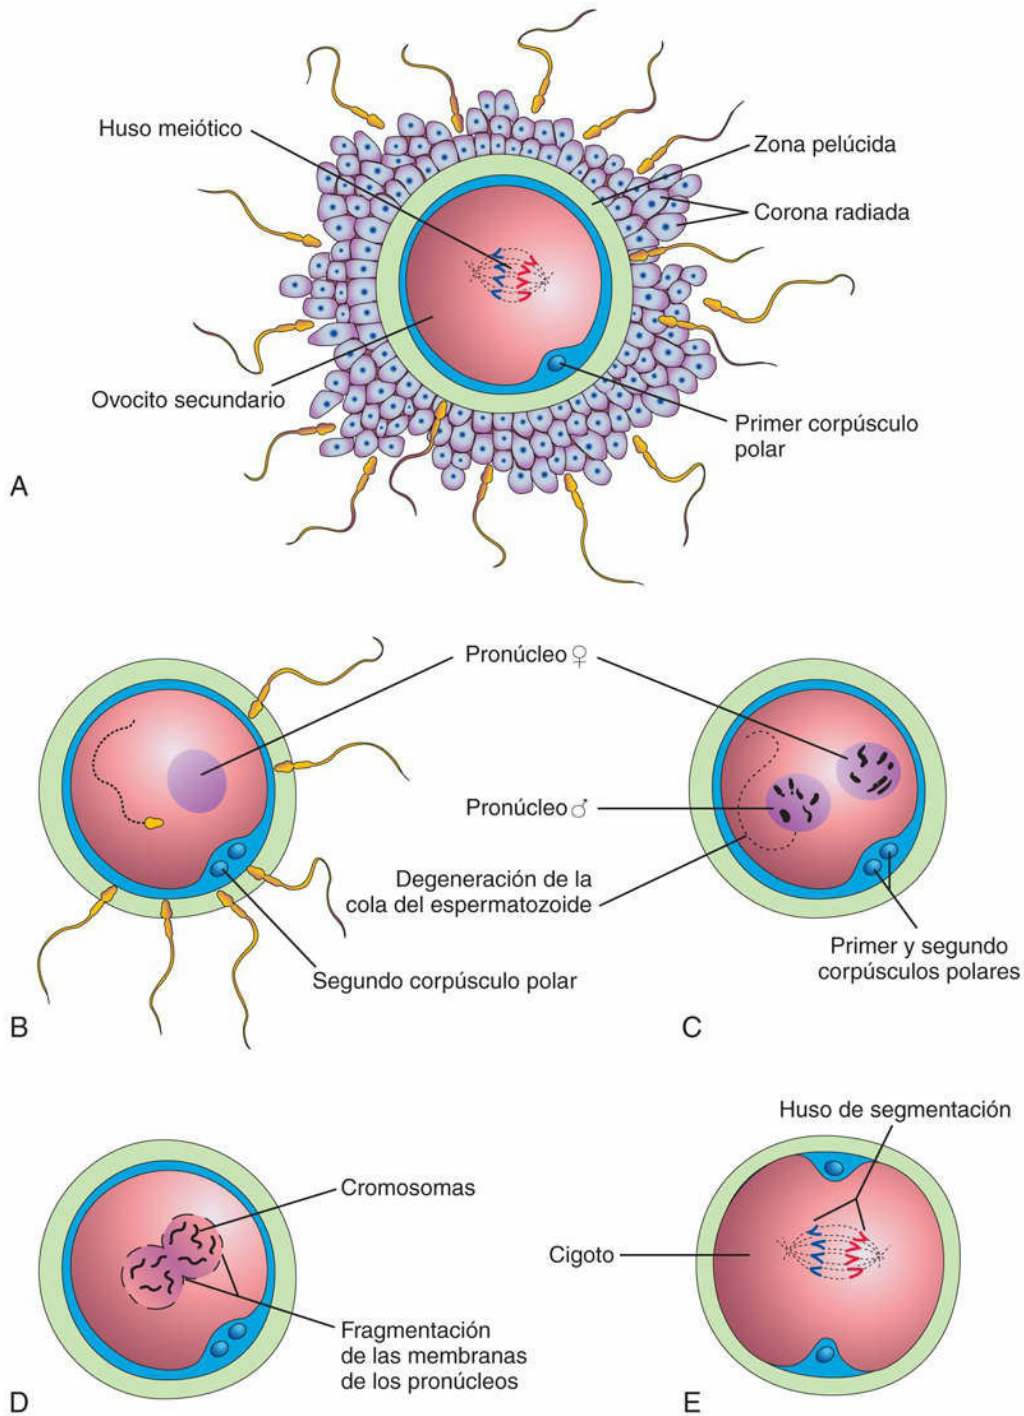 Huso meiótico
Zona pelúcida
Corona radiada
Ovocito secundario
Primer corpúsculo
polar
A
Pronúcleo ♀
Pronúcleo ♂
Degeneración de la
cola del espermatozoide
Segundo corpúsculo polar
Primer y segundo
corpúsculos polares
B
C
Huso de segmentación
Cromosomas
Cigoto
Fragmentación
de las membranas
de los pronúcleos
D
E